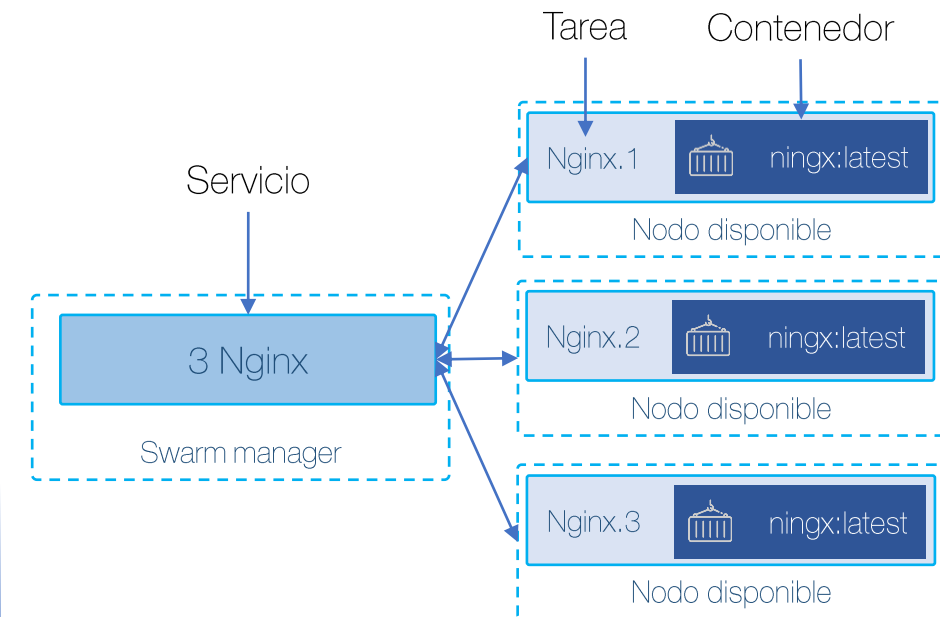 Tarea
Contenedor
Servicio
Nginx.1
ningx:latest
Nodo disponible
3 Nginx
Swarm manager
Nginx.2
ningx:latest
Nodo disponible
Nginx.3
ningx:latest
Nodo disponible